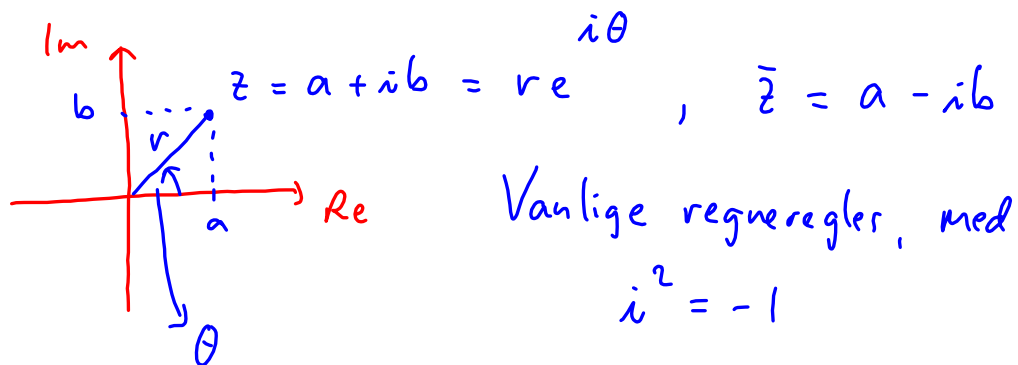 Im
z = a + ib = re^{iθ} , z̄ = a - ib
b
r
a
Re
Vanlige regneregler, med
i² = -1
θ